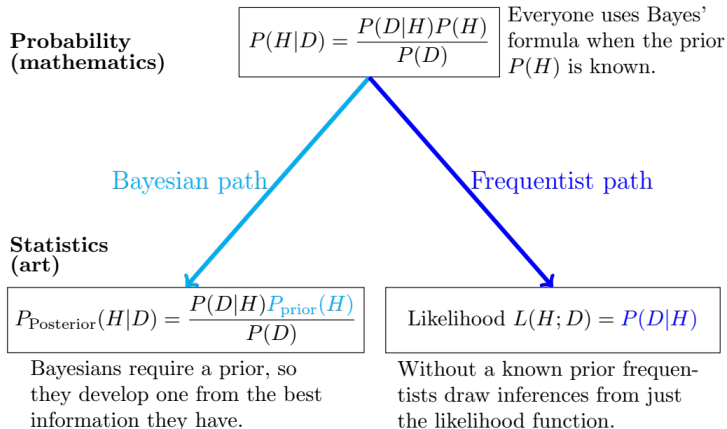 Probability
(mathematics)
P(H|D) = P(D|H)P(H) / P(D)
Everyone uses Bayes'
formula when the prior
P(H) is known.
Bayesian path
Frequentist path
Statistics
(art)
P_Posterior(H|D) = P(D|H)P_prior(H) / P(D)
Likelihood L(H; D) = P(D|H)
Bayesians require a prior, so
they develop one from the best
information they have.
Without a known prior frequen-
tists draw inferences from just
the likelihood function.